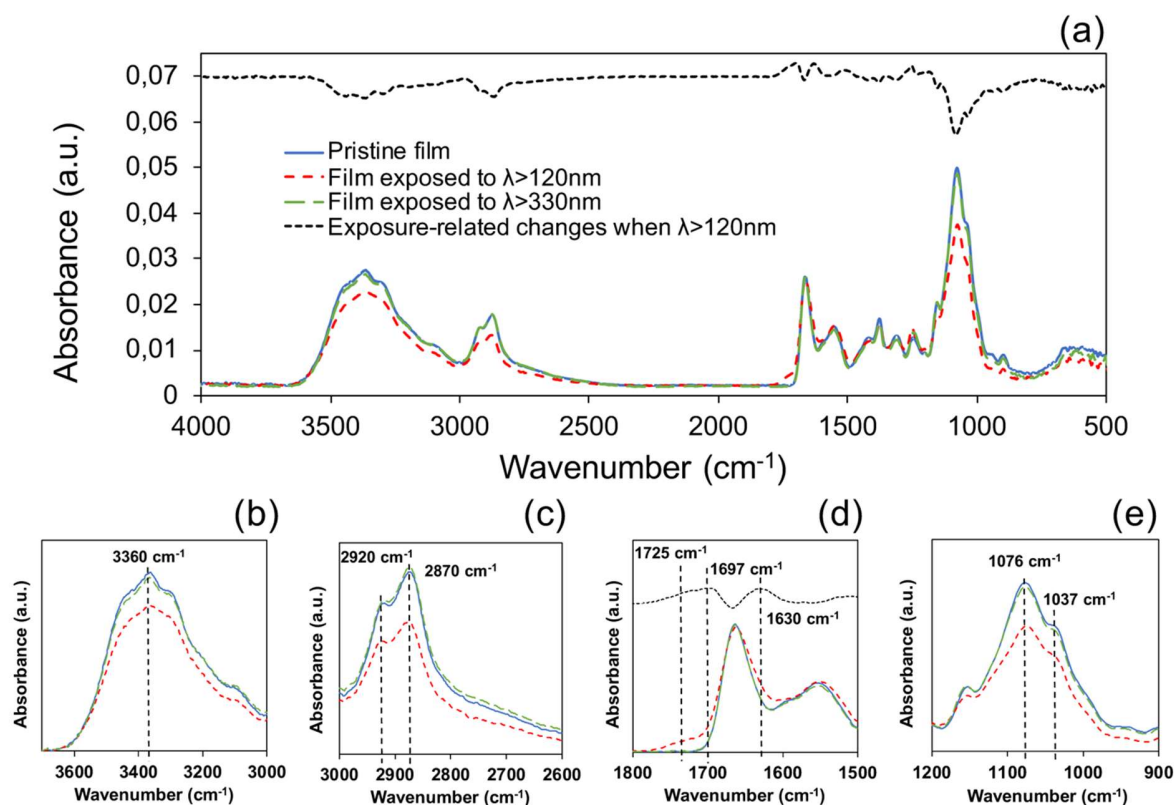 (a)
0,07
0,06
0,05
0,04
0,03
0,02
0,01
0
Absorbance (a.u.)
Pristine film
Film exposed to λ>120nm
Film exposed to λ>330nm
Exposure-related changes when λ>120nm
4000 3500 3000 2500 2000 1500 1000 500
Wavenumber (cm-1)
(b)
3360 cm-1
Absorbance (a.u.)
3600 3400 3200 3000
Wavenumber (cm-1)
(c)
2920 cm-1
2870 cm-1
Absorbance (a.u.)
3000 2900 2800 2700 2600
Wavenumber (cm-1)
(d)
1725 cm-1
1697 cm-1
1630 cm-1
Absorbance (a.u.)
1800 1700 1600 1500
Wavenumber (cm-1)
(e)
1076 cm-1
1037 cm-1
Absorbance (a.u.)
1200 1100 1000 900
Wavenumber (cm-1)